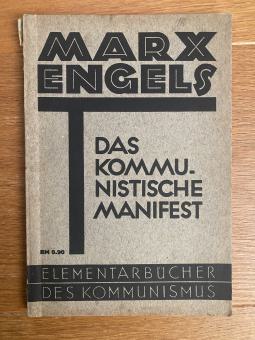 MARX
ENGELS
DAS
KOMMU-
NISTISCHE
MANIFEST
RM 0.90
ELEMENTARBÜCHER
DES KOMMUNISMUS